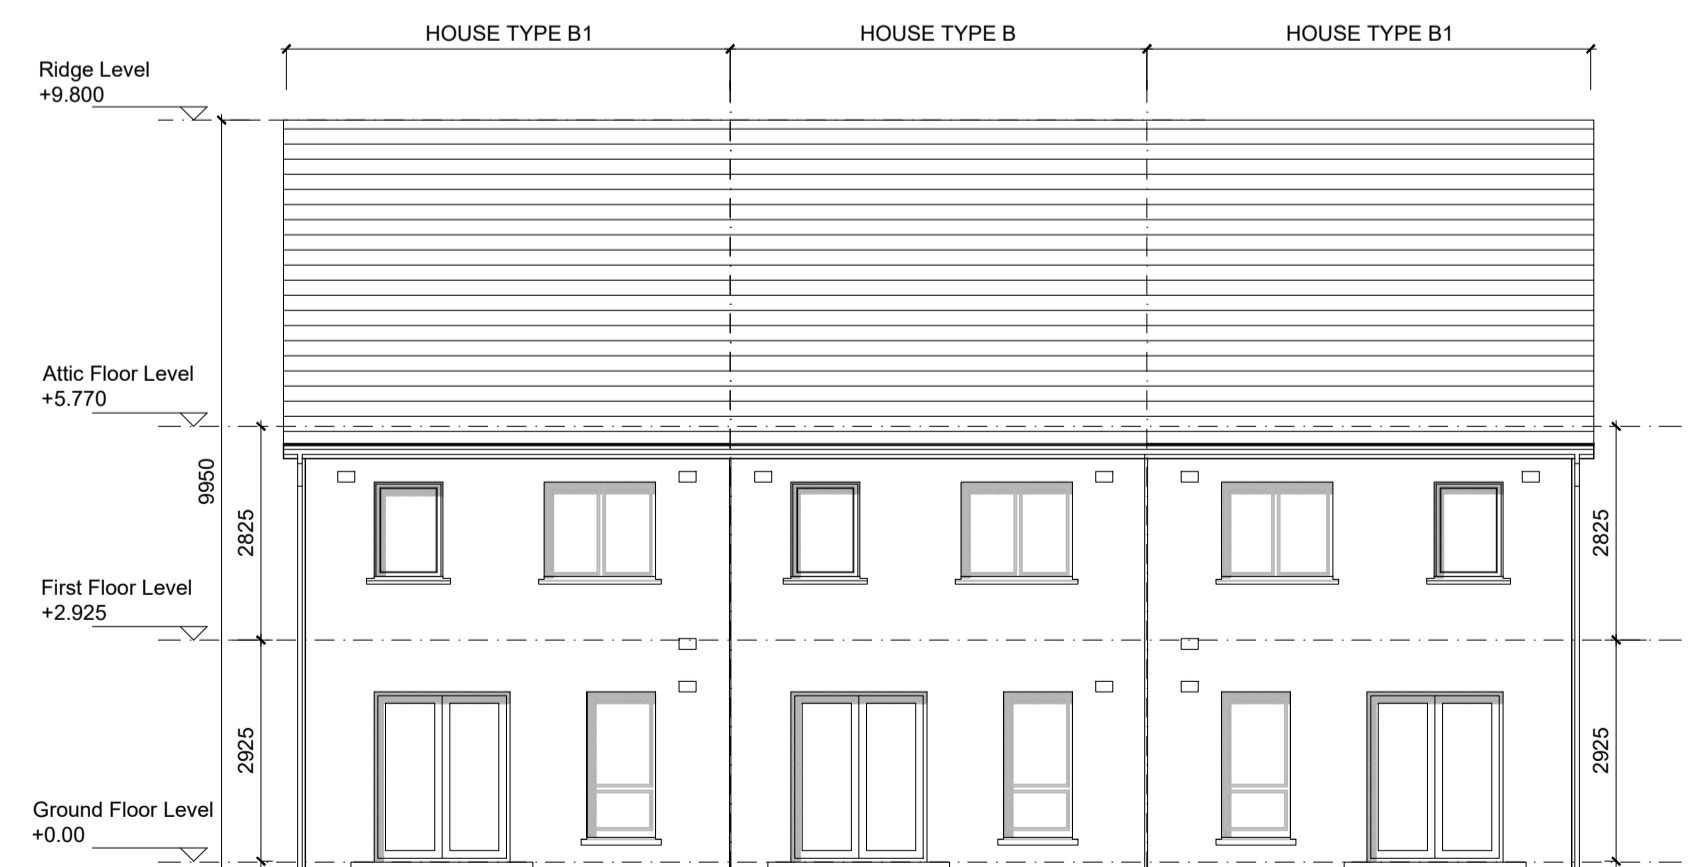 HOUSE TYPE B1
HOUSE TYPE B
HOUSE TYPE B1
Ridge Level
+9.800
Attic Floor Level
+5.770
9950
2825
2825
First Floor Level
+2.925
2925
2925
Ground Floor Level
+0.00